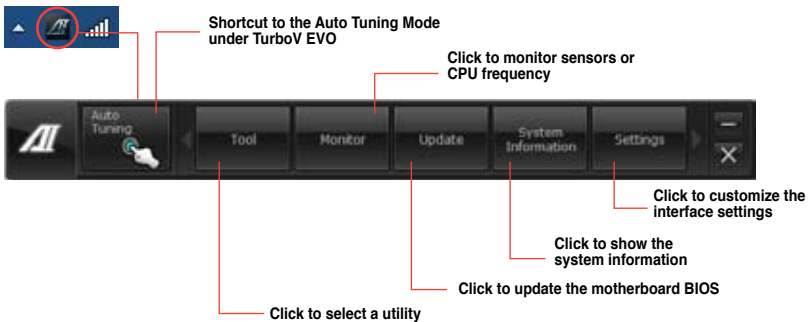 Shortcut to the Auto Tuning Mode
under TurboV EVO
Click to monitor sensors or
CPU frequency
Auto
Tuning
Tool
Monitor
Update
System
Information
Settings
Click to customize the
interface settings
Click to show the
system information
Click to update the motherboard BIOS
Click to select a utility